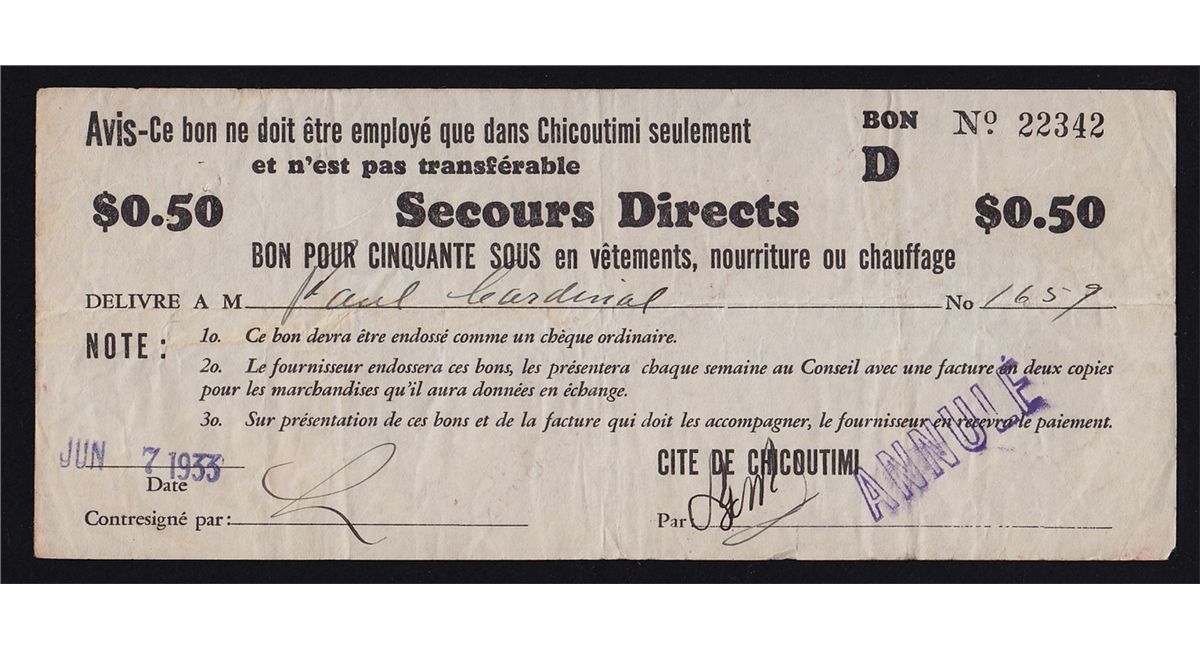 Avis-Ce bon ne doit être employé que dans Chicoutimi seulement
et n'est pas transférable
BON Nº 22342
D
$0.50 Secours Directs $0.50
BON POUR CINQUANTE SOUS en vêtements, nourriture ou chauffage
DELIVRE A M Paul Cardinal No 1659
NOTE : 1o. Ce bon devra être endossé comme un chèque ordinaire.
2o. Le fournisseur endossera ces bons, les présentera chaque semaine au Conseil avec une facture en deux copies
pour les marchandises qu'il aura données en échange.
3o. Sur présentation de ces bons et de la facture qui doit les accompagner, le fournisseur en recevra le paiement.
JUN 7 1933
Date
CITE DE CHICOUTIMI
ANNULÉ
Contresigné par :
Par